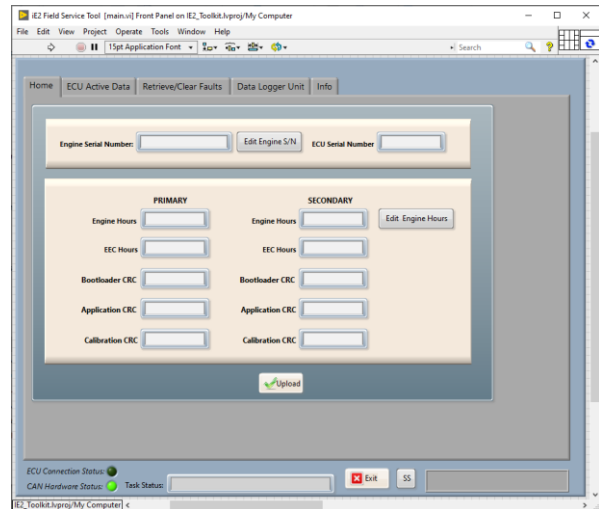 iE2 Field Service Tool [main.vi] Front Panel on IE2_Toolkit.lvproj/My Computer
File Edit View Project Operate Tools Window Help
15pt Application Font Search
Home ECU Active Data Retrieve/Clear Faults Data Logger Unit Info
Engine Serial Number: Edit Engine S/N ECU Serial Number
PRIMARY SECONDARY
Engine Hours Engine Hours Edit Engine Hours
EEC Hours EEC Hours
Bootloader CRC Bootloader CRC
Application CRC Application CRC
Calibration CRC Calibration CRC
Upload
ECU Connection Status:
CAN Hardware Status: Task Status: Exit SS
IE2_Toolkit.lvproj/My Computer